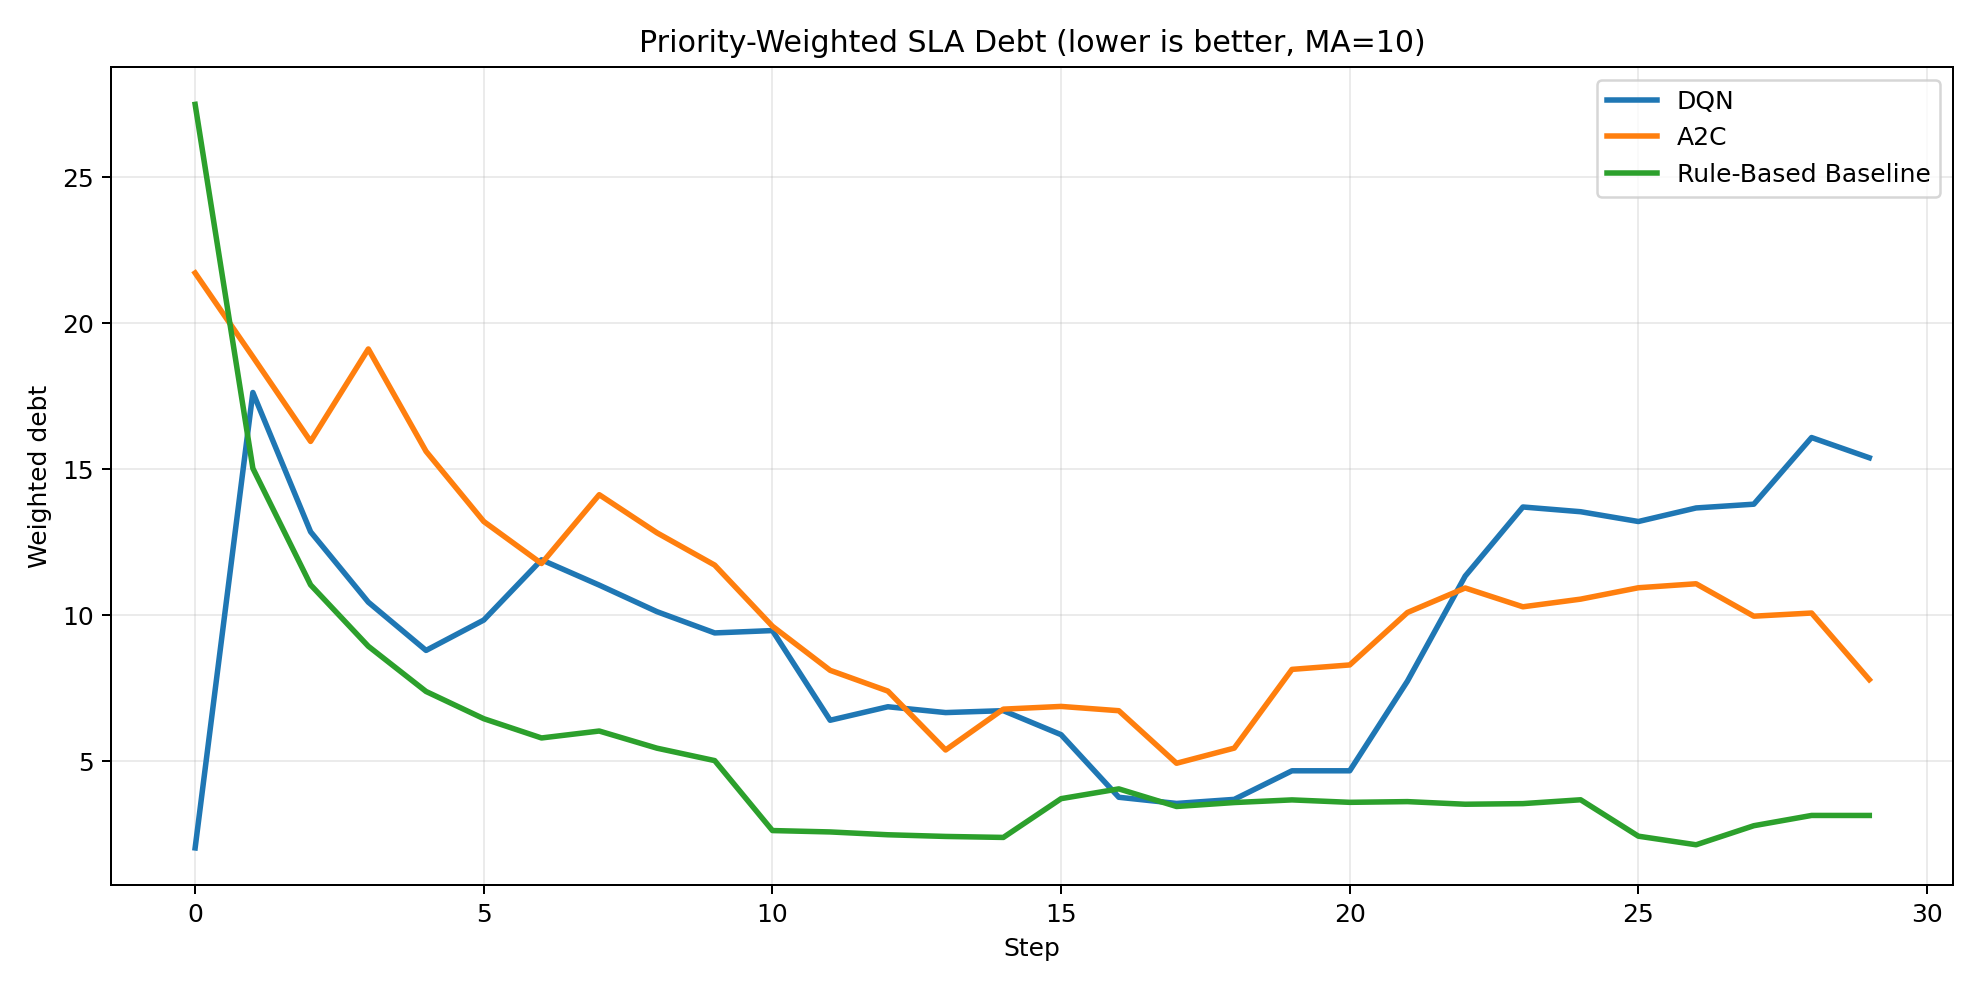 Priority-Weighted SLA Debt (lower is better, MA=10)
DQN
A2C
Rule-Based Baseline
Weighted debt
25
20
15
10
5
0 5 10 15 20 25 30
Step